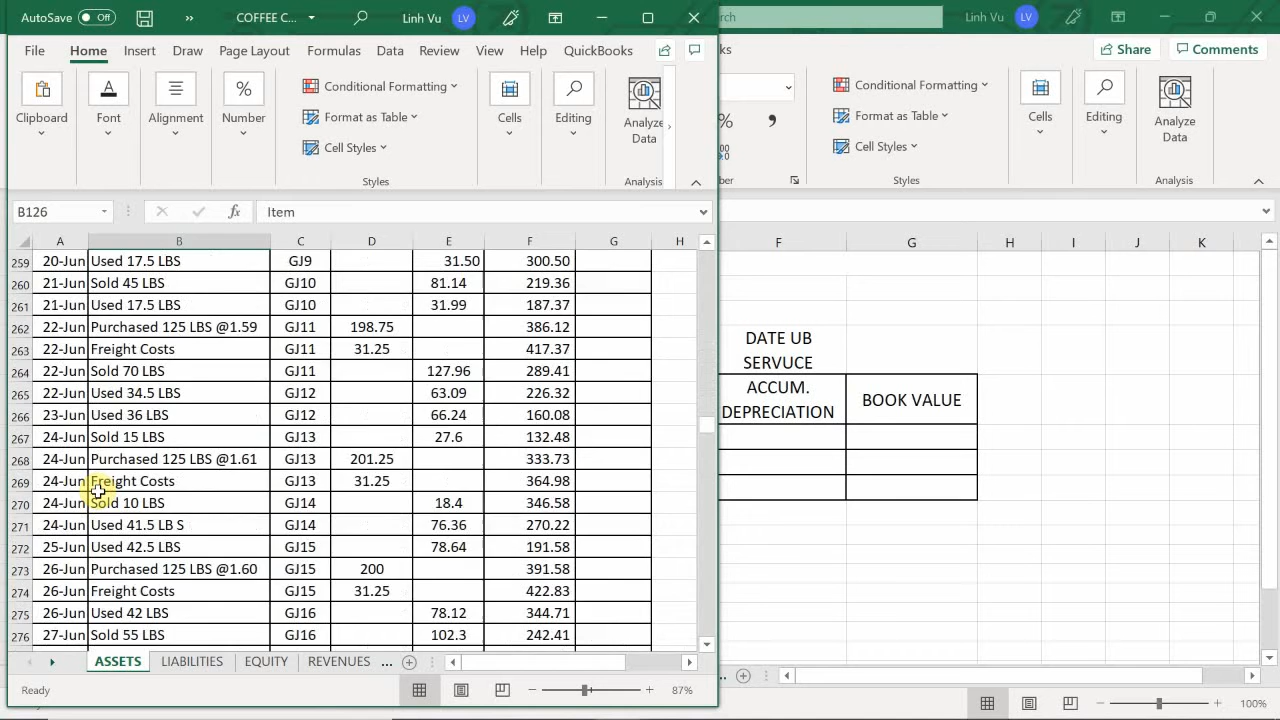 AutoSave Off COFFEE C... Linh Vu LV
rch Linh Vu LV
File Home Insert Draw Page Layout Formulas Data Review View Help QuickBooks
ks Share Comments
Clipboard Font Alignment Number
Conditional Formatting
Format as Table
Cell Styles
Styles
Cells Editing
Analyze Data
Analysis
Conditional Formatting
Format as Table
Cell Styles
ber Styles
Cells Editing
Analyze Data
Analysis
B126 fx Item
A B C D E F G H
F G H I J K
259 20-Jun Used 17.5 LBS GJ9 31.50 300.50
260 21-Jun Sold 45 LBS GJ10 81.14 219.36
261 21-Jun Used 17.5 LBS GJ10 31.99 187.37
262 22-Jun Purchased 125 LBS @1.59 GJ11 198.75 386.12
263 22-Jun Freight Costs GJ11 31.25 417.37
264 22-Jun Sold 70 LBS GJ11 127.96 289.41
265 22-Jun Used 34.5 LBS GJ12 63.09 226.32
266 23-Jun Used 36 LBS GJ12 66.24 160.08
267 24-Jun Sold 15 LBS GJ13 27.6 132.48
268 24-Jun Purchased 125 LBS @1.61 GJ13 201.25 333.73
269 24-Jun Freight Costs GJ13 31.25 364.98
270 24-Jun Sold 10 LBS GJ14 18.4 346.58
271 24-Jun Used 41.5 LB S GJ14 76.36 270.22
272 25-Jun Used 42.5 LBS GJ15 78.64 191.58
273 26-Jun Purchased 125 LBS @1.60 GJ15 200 391.58
274 26-Jun Freight Costs GJ15 31.25 422.83
275 26-Jun Used 42 LBS GJ16 78.12 344.71
276 27-Jun Sold 55 LBS GJ16 102.3 242.41
DATE UB
SERVUCE
ACCUM.
DEPRECIATION
BOOK VALUE
ASSETS LIABILITIES EQUITY REVENUES ...
Ready 87%
100%